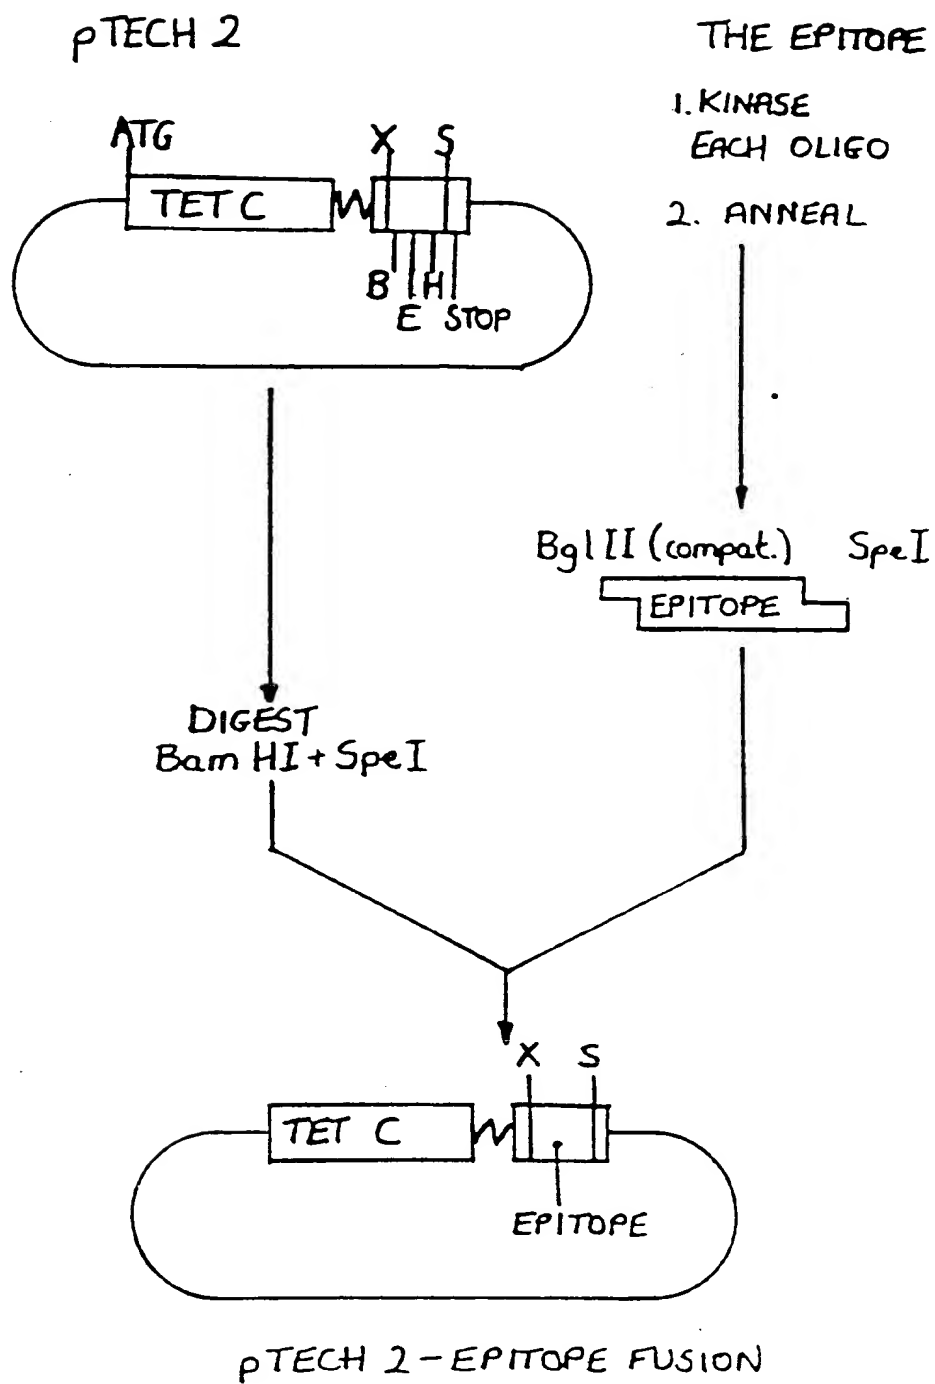 pTECH 2
THE EPITOPE
1. KINASE
EACH OLIGO
2. ANNEAL
ATG
X S
TET C
B H
E STOP
BglII (compat.) SpeI
EPITOPE
DIGEST
Bam HI + SpeI
X S
TET C
EPITOPE
pTECH 2 - EPITOPE FUSION